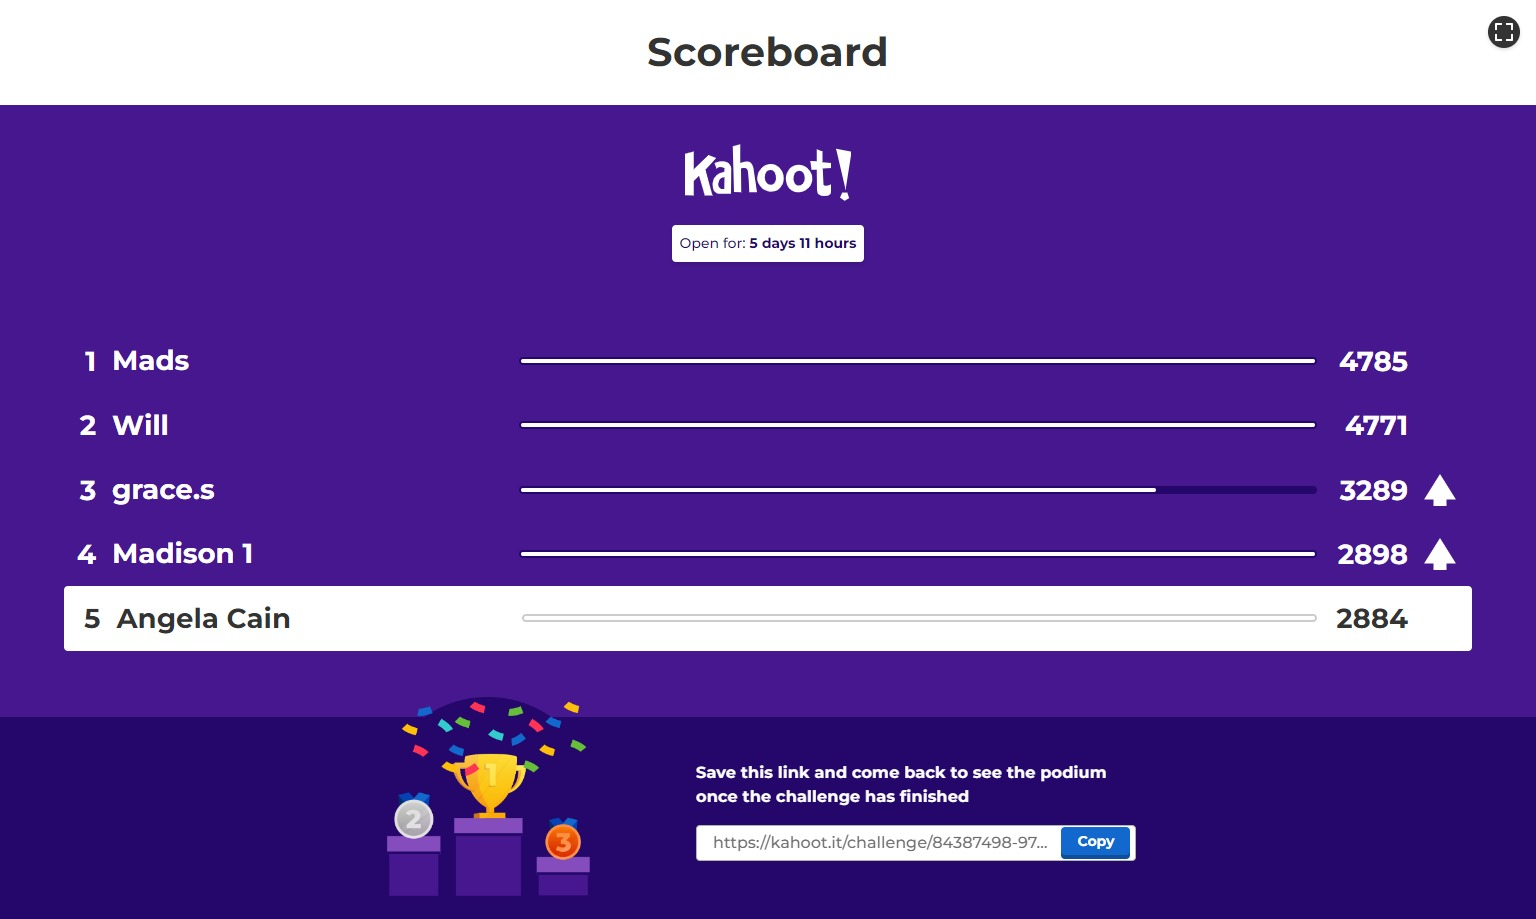 Scoreboard
Kahoot!
Open for: 5 days 11 hours
1 Mads 4785
2 Will 4771
3 grace.s 3289
4 Madison 1 2898
5 Angela Cain 2884
1
2
3
Save this link and come back to see the podium
once the challenge has finished
https://kahoot.it/challenge/84387498-97... Copy